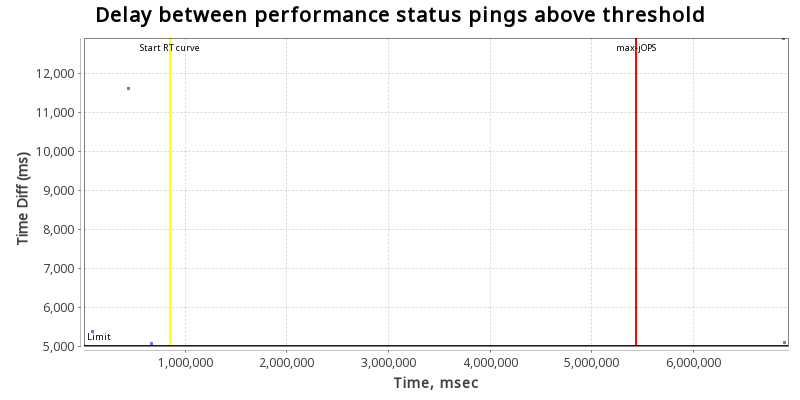 Delay between performance status pings above threshold
Start RT curve
max-jOPS
12,000
11,000
10,000
9,000
8,000
7,000
6,000
5,000
Time Diff (ms)
Limit
1,000,000
2,000,000
3,000,000
4,000,000
5,000,000
6,000,000
Time, msec